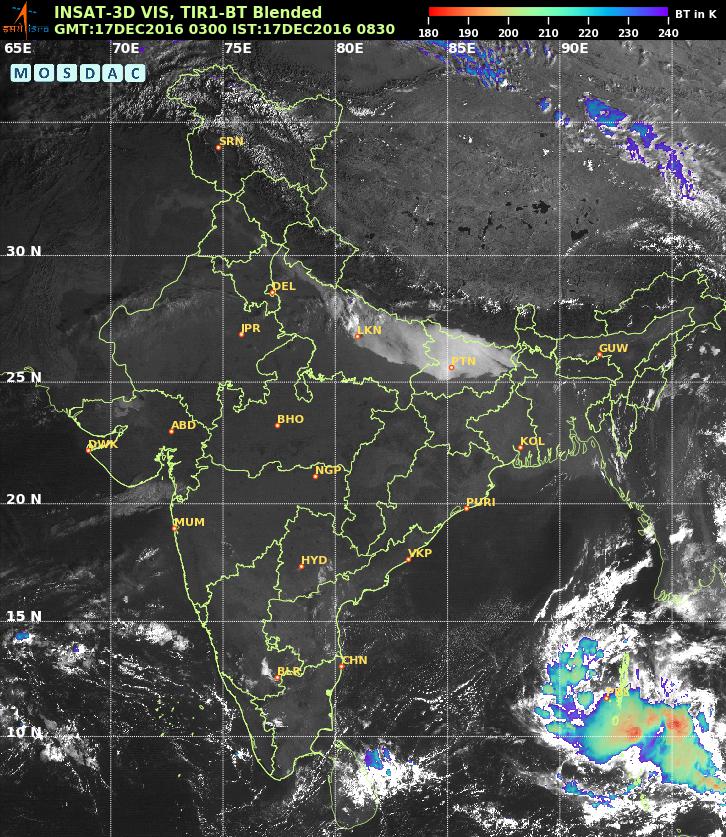 INSAT-3D VIS, TIR1-BT Blended
GMT:17DEC2016 0300 IST:17DEC2016 0830
BT in K
180 190 200 210 220 230 240
65E 70E 75E 80E 85E 90E
MOSDAC
SRN
30 N
DEL
JPR
LKN
PTN
GUW
25 N
ABD
BHO
DWK
KOL
NGP
20 N
PURI
MUM
HYD
VKP
15 N
BLR
CHN
10 N